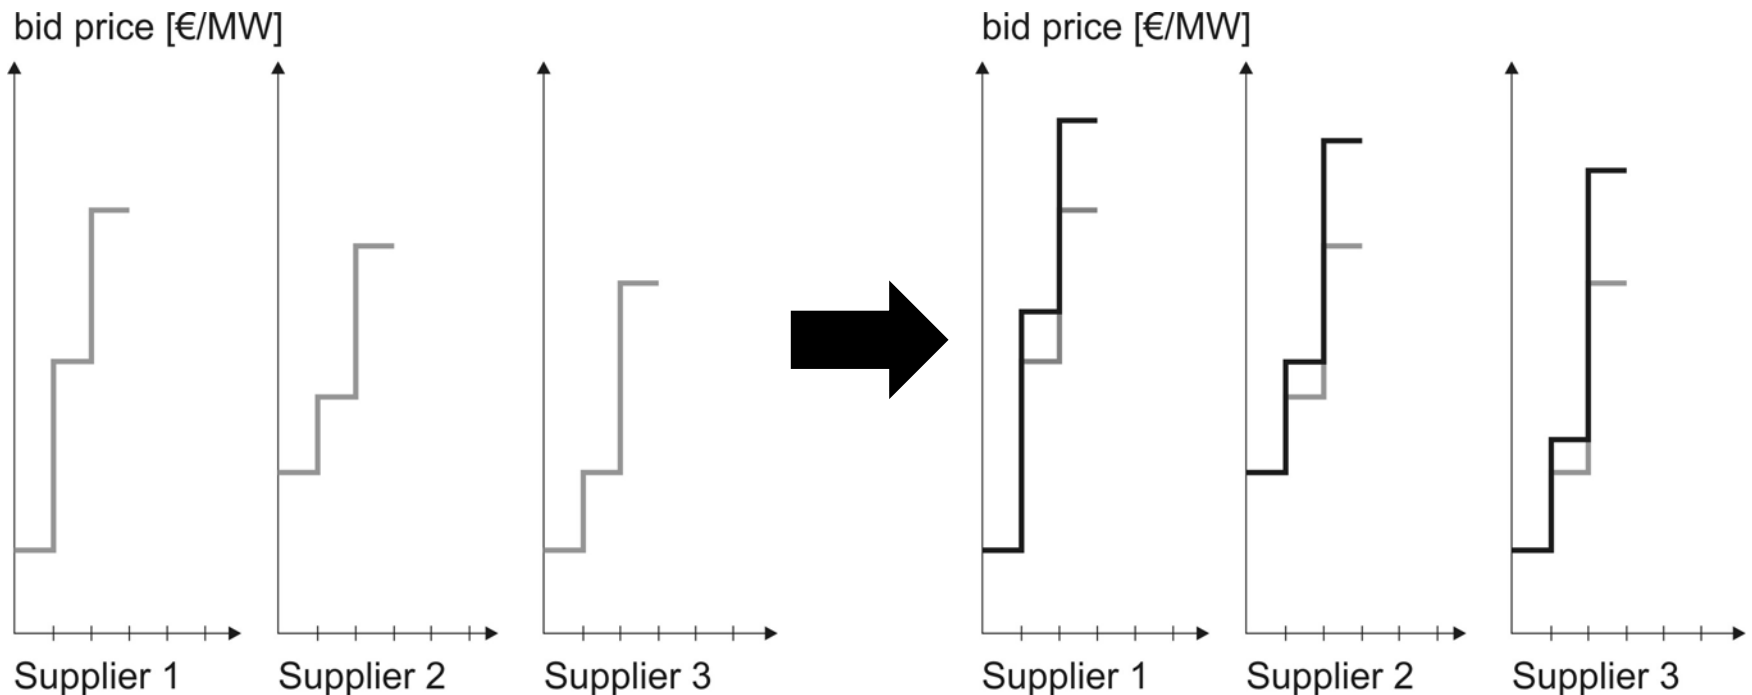 bid price [€/MW]
bid price [€/MW]
Supplier 1
Supplier 2
Supplier 3
Supplier 1
Supplier 2
Supplier 3